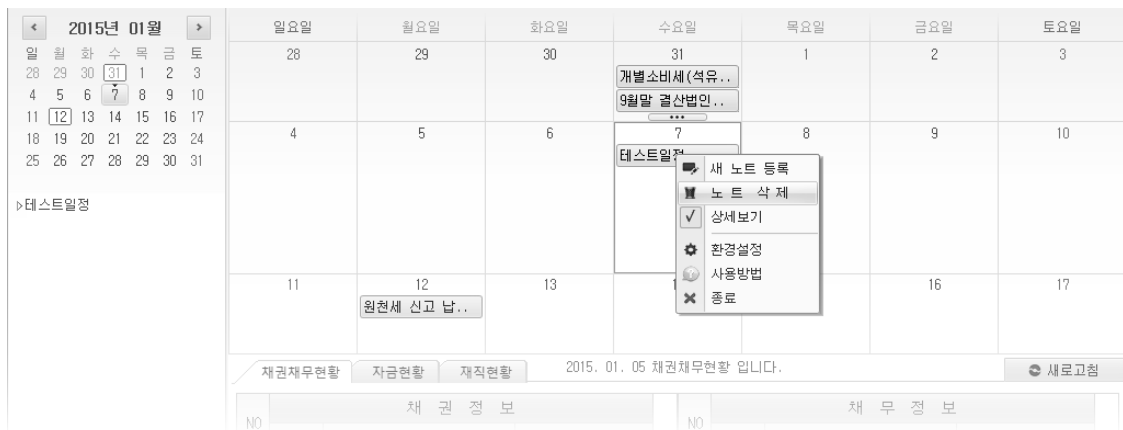 < 2015년 01월 >
일 월 화 수 목 금 토
28 29 30 31 1 2 3
4 5 6 7 8 9 10
11 12 13 14 15 16 17
18 19 20 21 22 23 24
25 26 27 28 29 30 31
▷테스트일정
일요일 월요일 화요일 수요일 목요일 금요일 토요일
28 29 30 31 1 2 3
개별소비세(석유..
9월말 결산법인..
•••
4 5 6 7 8 9 10
테스트일정
새 노트 등록
노 트 삭 제
상세보기
환경설정
사용방법
종료
11 12 13 16 17
원천세 신고 납..
채권채무현황 자금현황 재직현황 2015. 01. 05 채권채무현황 입니다. 새로고침
NO 채 권 정 보 NO 채 무 정 보